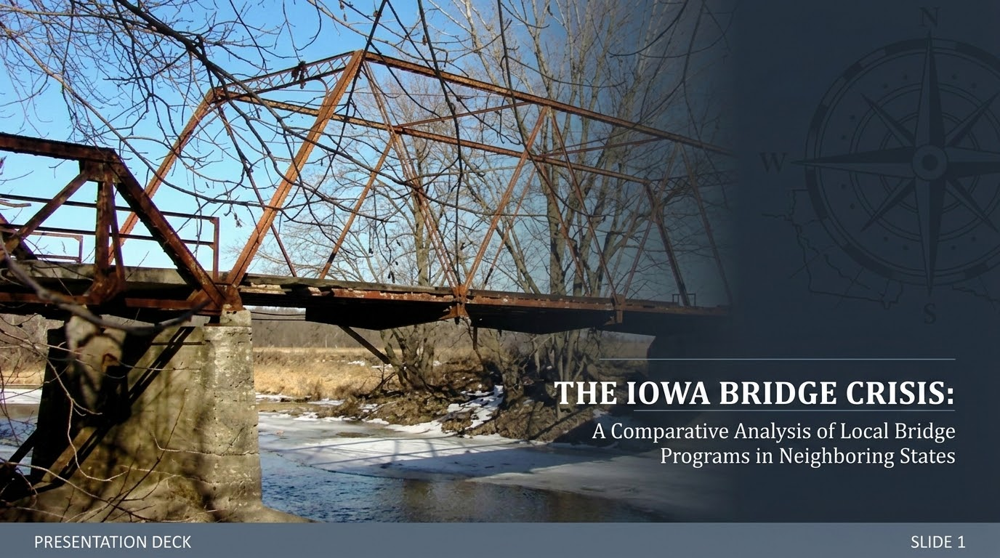 N
W
S
THE IOWA BRIDGE CRISIS:
A Comparative Analysis of Local Bridge
Programs in Neighboring States
PRESENTATION DECK
SLIDE 1